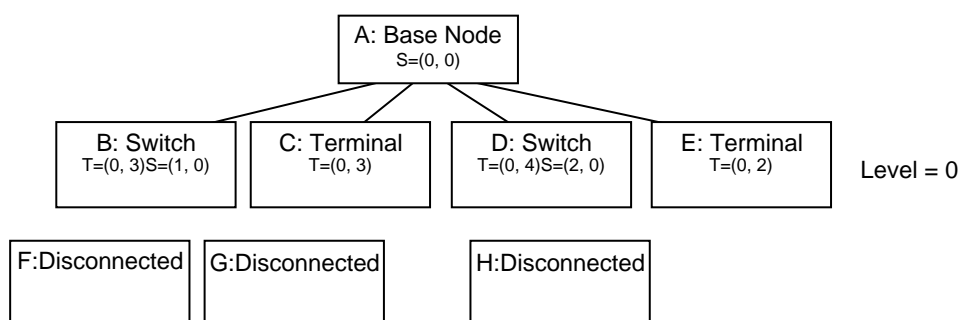 A: Base Node
S=(0, 0)
B: Switch
T=(0, 3)S=(1, 0)
C: Terminal
T=(0, 3)
D: Switch
T=(0, 4)S=(2, 0)
E: Terminal
T=(0, 2)
Level = 0
F:Disconnected
G:Disconnected
H:Disconnected